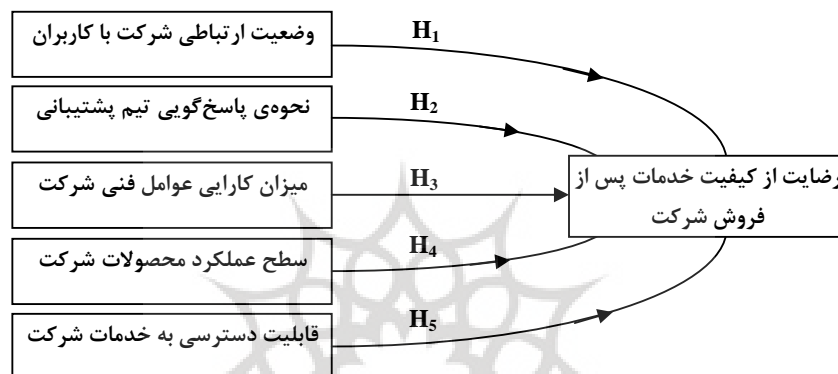 وضعیت ارتباطی شرکت با کاربران
H₁
نحوه‌ی پاسخ‌گویی تیم پشتیبانی
H₂
میزان کارایی عوامل فنی شرکت
H₃
رضایت از کیفیت خدمات پس از
فروش شرکت
سطح عملکرد محصولات شرکت
H₄
قابلیت دسترسی به خدمات شرکت
H₅